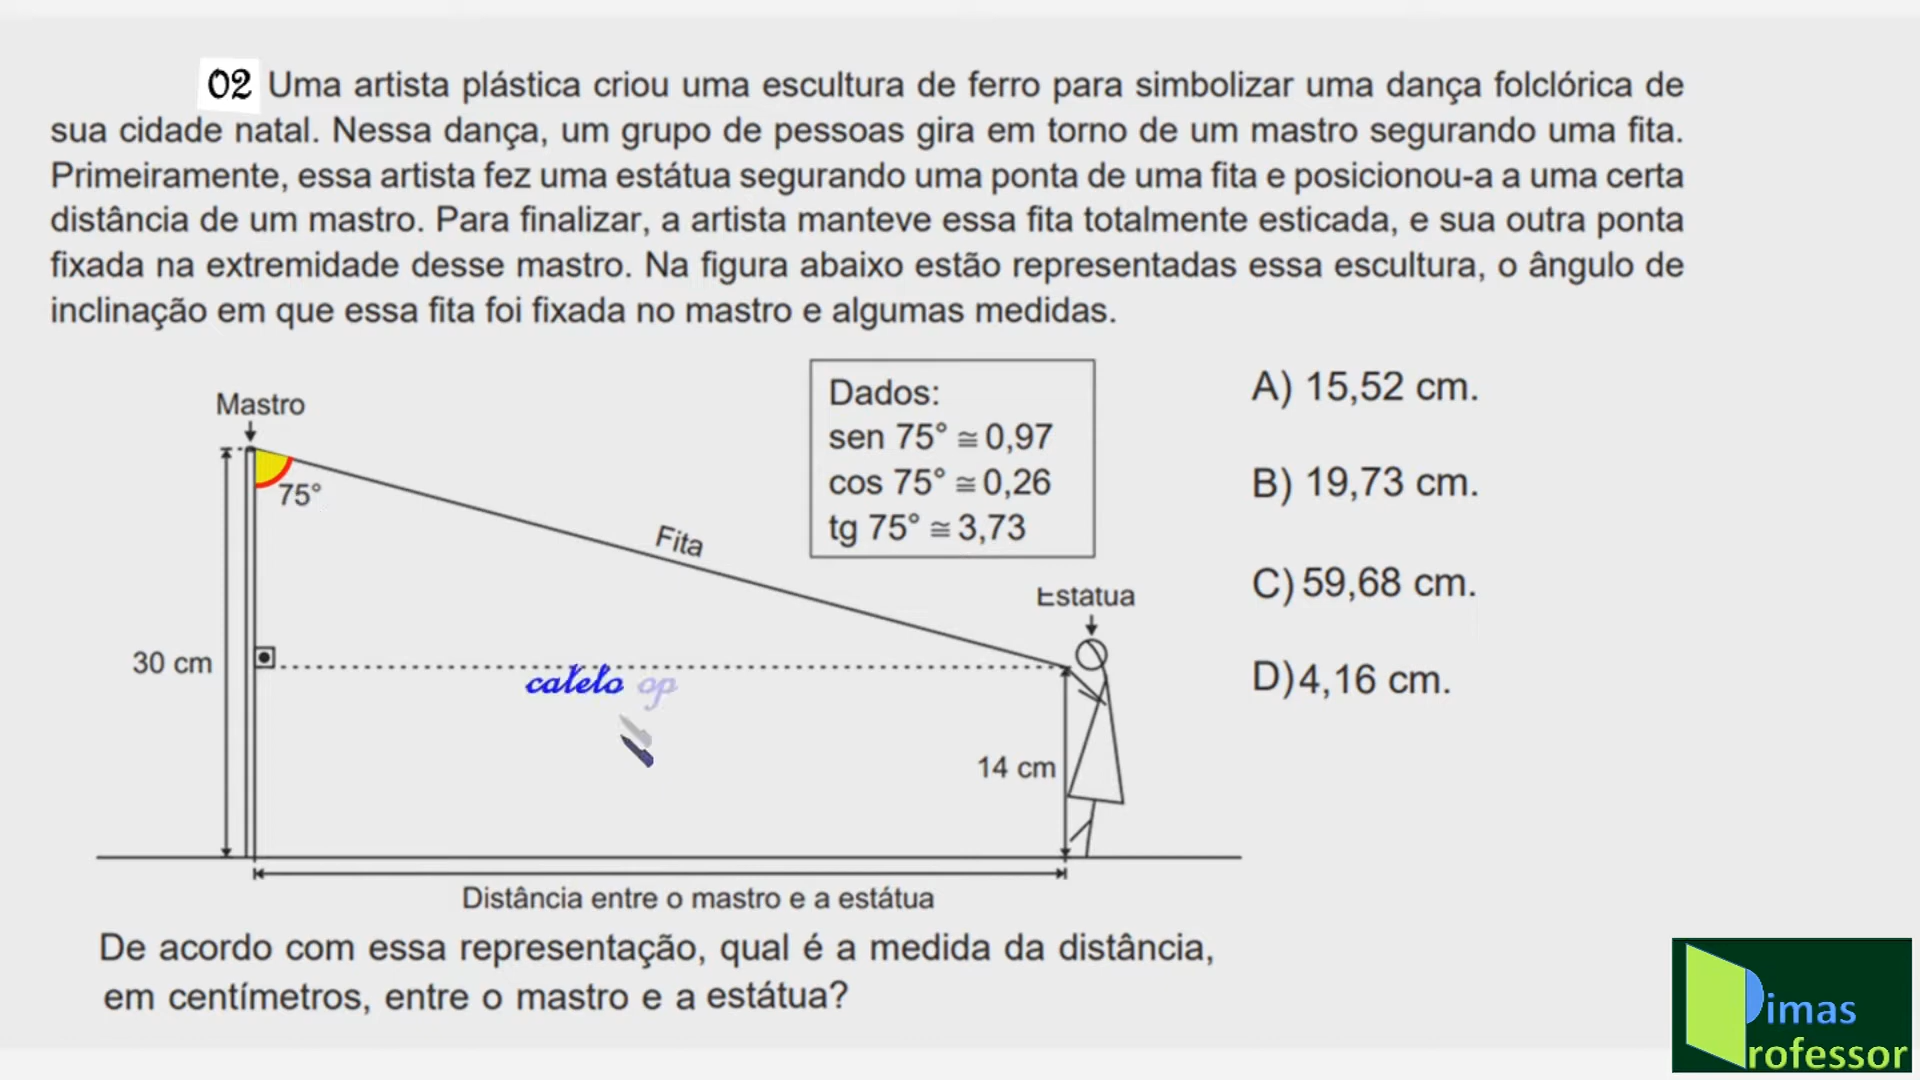 02 Uma artista plástica criou uma escultura de ferro para simbolizar uma dança folclórica de
sua cidade natal. Nessa dança, um grupo de pessoas gira em torno de um mastro segurando uma fita.
Primeiramente, essa artista fez uma estátua segurando uma ponta de uma fita e posicionou-a a uma certa
distância de um mastro. Para finalizar, a artista manteve essa fita totalmente esticada, e sua outra ponta
fixada na extremidade desse mastro. Na figura abaixo estão representadas essa escultura, o ângulo de
inclinação em que essa fita foi fixada no mastro e algumas medidas.
Mastro
75°
Fita
Dados:
sen 75° ≅ 0,97
cos 75° ≅ 0,26
tg 75° ≅ 3,73
Estátua
30 cm
cateto op
14 cm
Distância entre o mastro e a estátua
A) 15,52 cm.
B) 19,73 cm.
C) 59,68 cm.
D) 4,16 cm.
De acordo com essa representação, qual é a medida da distância,
em centímetros, entre o mastro e a estátua?
Dimas
Professor